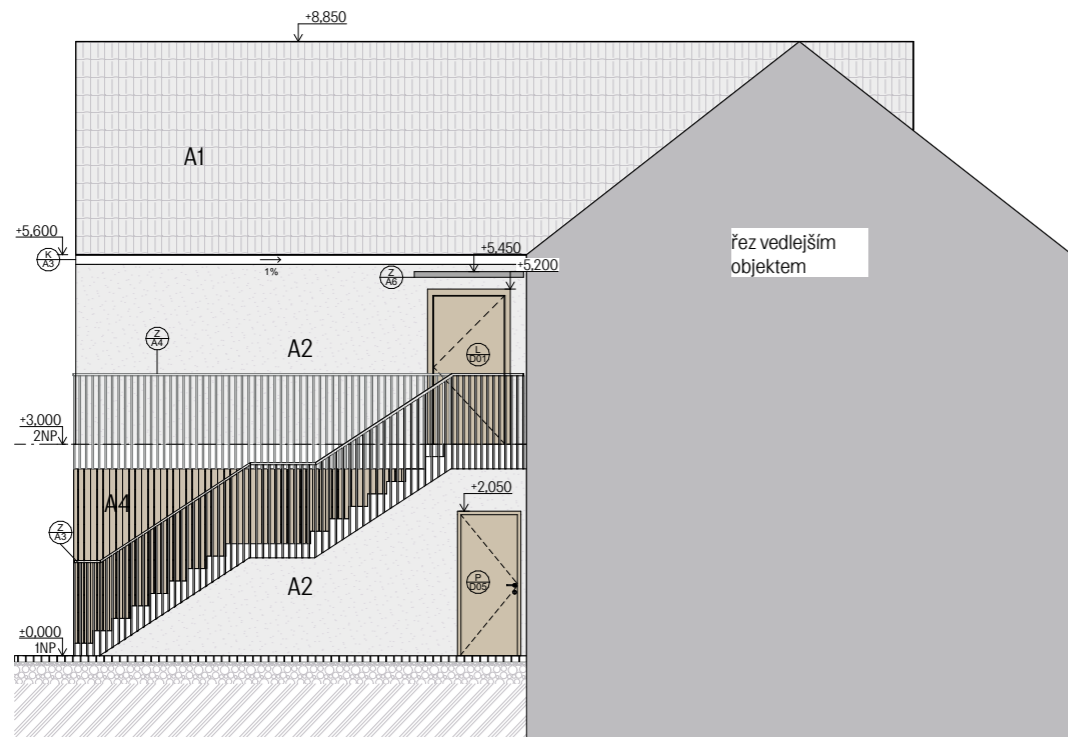 +8,850
A1
+5,600
K
A3
1%
+5,450
Z
A6
+5,200
řez vedlejším
objektem
Z
A4
A2
L
D01
+3,000
2NP
+2,050
A4
Z
A3
P
D05
A2
±0,000
1NP